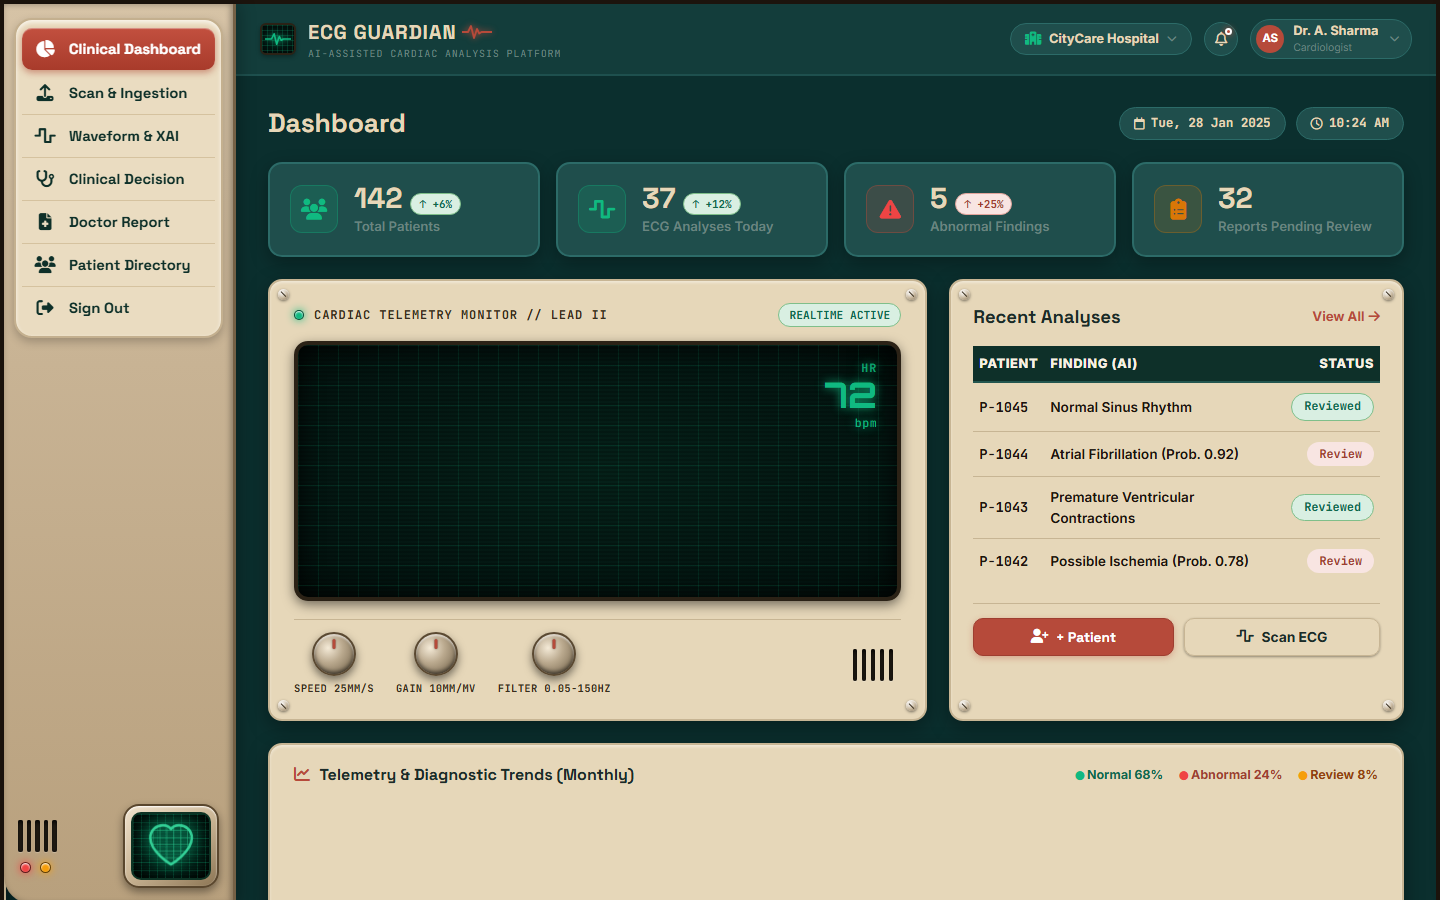 Clinical Dashboard
Scan & Ingestion
Waveform & XAI
Clinical Decision
Doctor Report
Patient Directory
Sign Out
ECG GUARDIAN
AI-ASSISTED CARDIAC ANALYSIS PLATFORM
CityCare Hospital
AS
Dr. A. Sharma
Cardiologist
Dashboard
Tue, 28 Jan 2025
10:24 AM
142 ↑ +6%
Total Patients
37 ↑ +12%
ECG Analyses Today
5 ↑ +25%
Abnormal Findings
32
Reports Pending Review
CARDIAC TELEMETRY MONITOR // LEAD II
REALTIME ACTIVE
HR
72
bpm
SPEED 25MM/S
GAIN 10MM/MV
FILTER 0.05-150HZ
Recent Analyses
View All →
PATIENT FINDING (AI) STATUS
P-1045 Normal Sinus Rhythm Reviewed
P-1044 Atrial Fibrillation (Prob. 0.92) Review
P-1043 Premature Ventricular Contractions Reviewed
P-1042 Possible Ischemia (Prob. 0.78) Review
+ Patient
Scan ECG
Telemetry & Diagnostic Trends (Monthly)
Normal 68%
Abnormal 24%
Review 8%